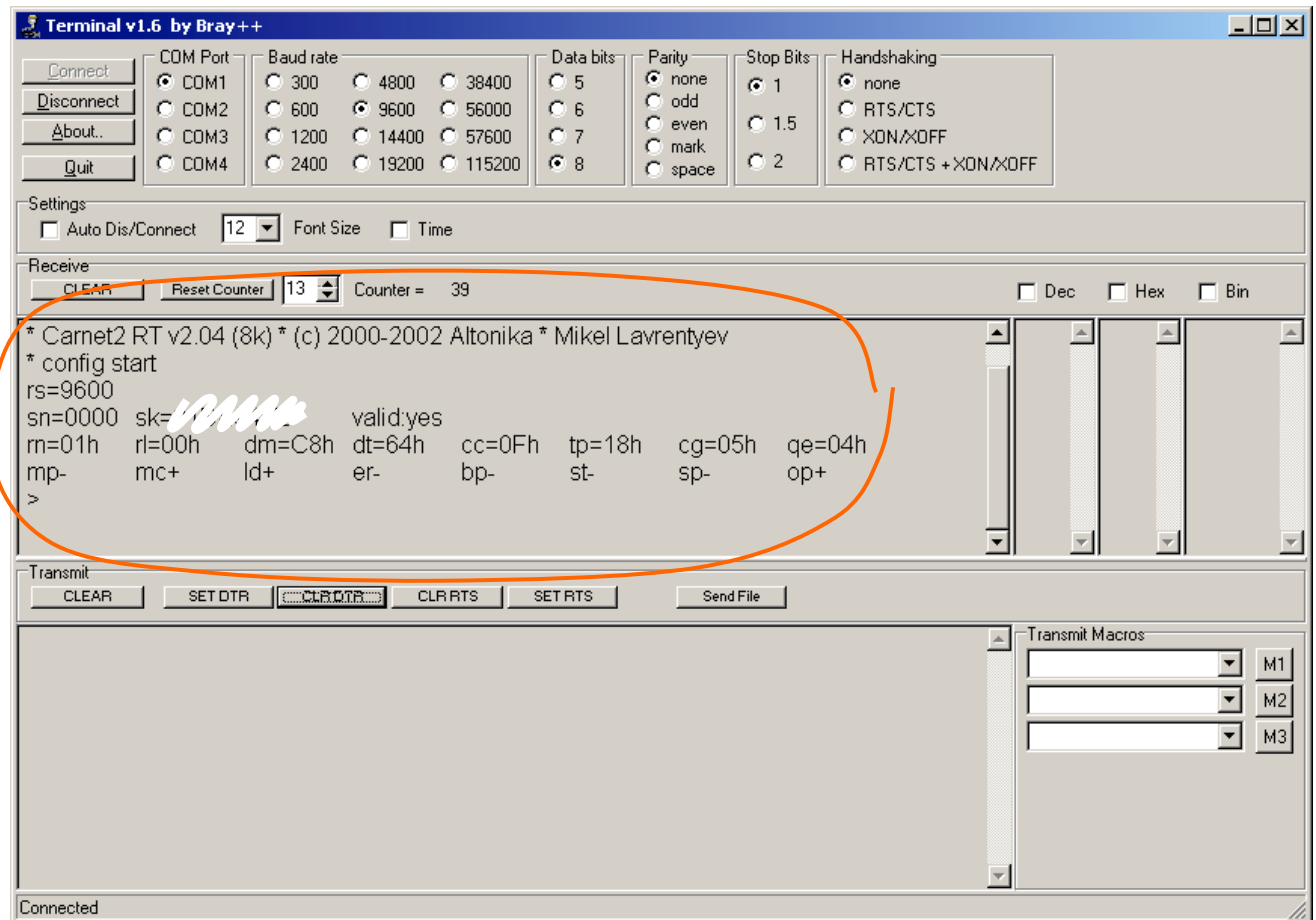 Terminal v1.6 by Bray++
Connect
Disconnect
About..
Quit
COM Port
COM1
COM2
COM3
COM4
Baud rate
300 4800 38400
600 9600 56000
1200 14400 57600
2400 19200 115200
Data bits
5
6
7
8
Parity
none
odd
even
mark
space
Stop Bits
1
1.5
2
Handshaking
none
RTS/CTS
XON/XOFF
RTS/CTS + XON/XOFF
Settings
Auto Dis/Connect 12 Font Size Time
Receive
CLEAR Reset Counter 13 Counter = 39 Dec Hex Bin
* Carnet2 RT v2.04 (8k) * (c) 2000-2002 Altonika * Mikel Lavrentyev
* config start
rs=9600
sn=0000 sk= valid:yes
rn=01h rl=00h dm=C8h dt=64h cc=0Fh tp=18h cg=05h qe=04h
mp- mc+ ld+ er- bp- st- sp- op+
>
Transmit
CLEAR SET DTR CLR DTR CLR RTS SET RTS Send File
Transmit Macros
M1
M2
M3
Connected